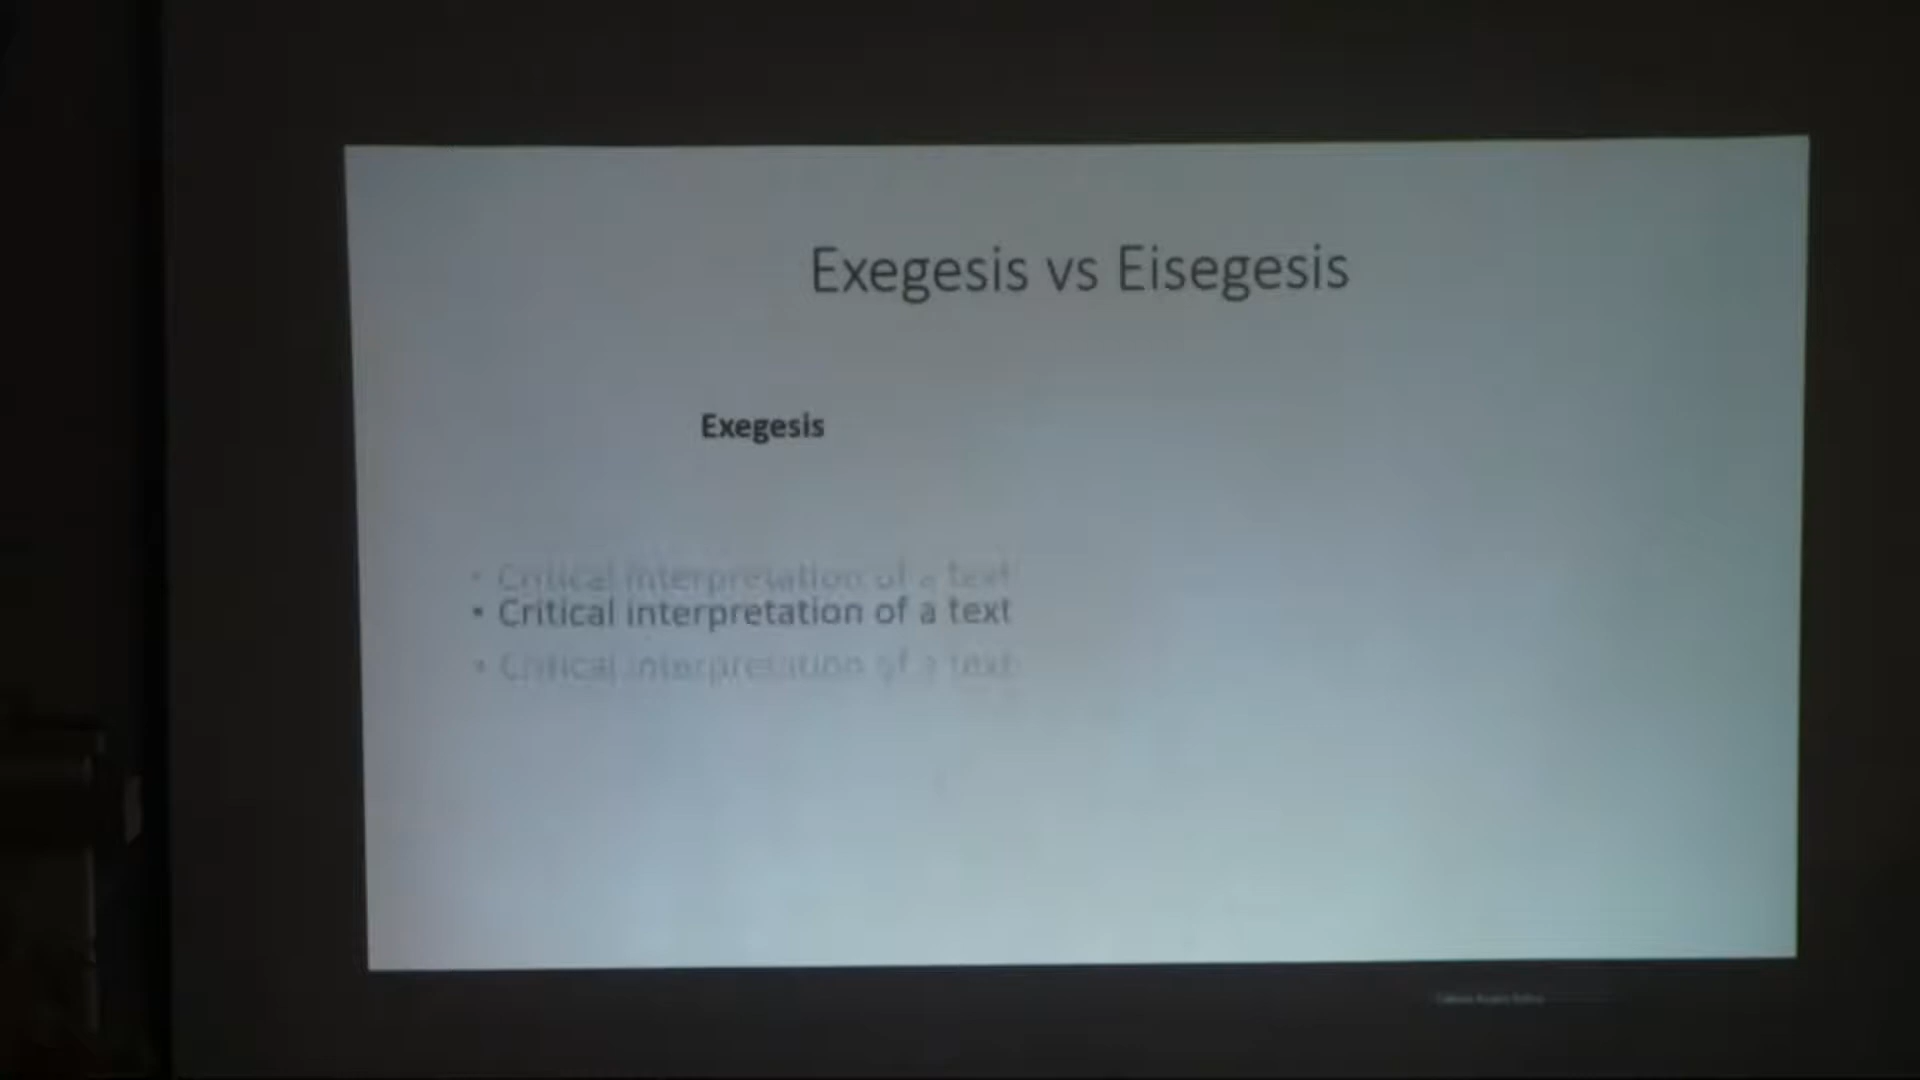 Exegesis vs Eisegesis
Exegesis
• Critical interpretation of a text
• Critical interpretation of a text
• Critical interpretation of a text